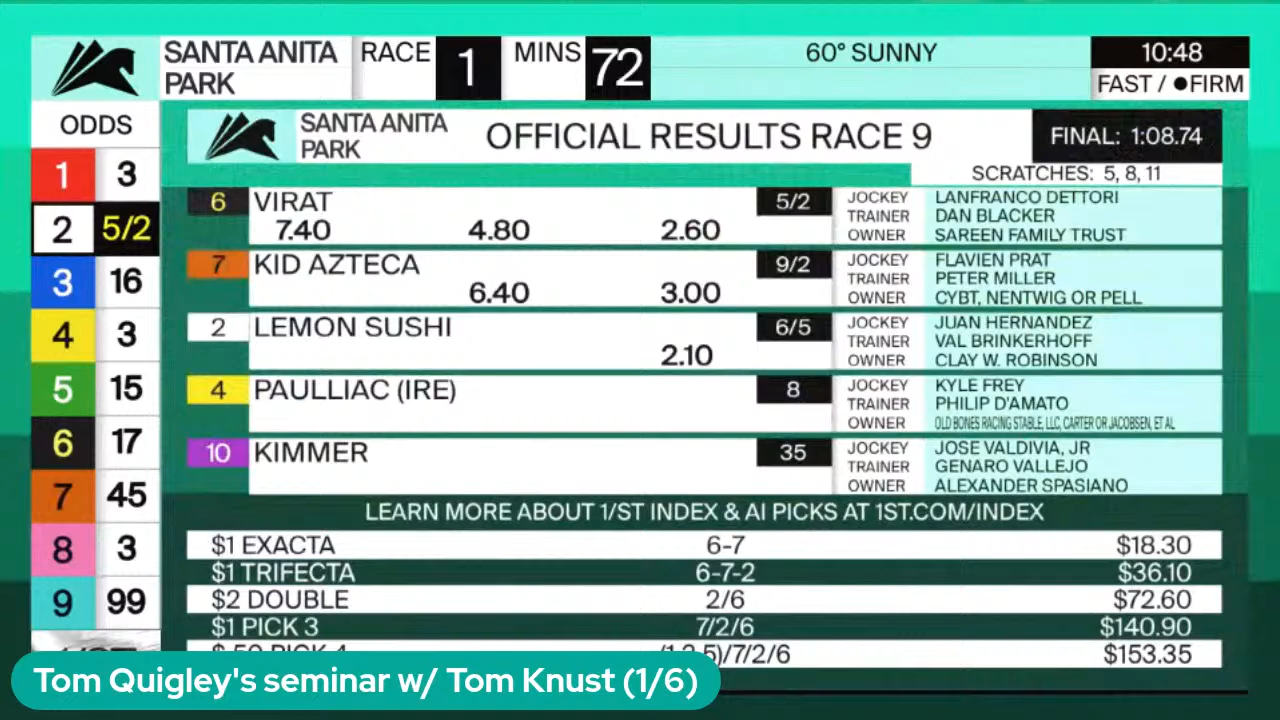 SANTA ANITA PARK
RACE 1
MINS 72
60° SUNNY
10:48
FAST / ●FIRM
ODDS
1 3
2 5/2
3 16
4 3
5 15
6 17
7 45
8 3
9 99
SANTA ANITA PARK
OFFICIAL RESULTS RACE 9
FINAL: 1:08.74
SCRATCHES: 5, 8, 11
6 VIRAT 5/2
7.40 4.80 2.60
JOCKEY LANFRANCO DETTORI
TRAINER DAN BLACKER
OWNER SAREEN FAMILY TRUST
7 KID AZTECA 9/2
6.40 3.00
JOCKEY FLAVIEN PRAT
TRAINER PETER MILLER
OWNER CYBT, NENTWIG OR PELL
2 LEMON SUSHI 6/5
2.10
JOCKEY JUAN HERNANDEZ
TRAINER VAL BRINKERHOFF
OWNER CLAY W. ROBINSON
4 PAULLIAC (IRE) 8
JOCKEY KYLE FREY
TRAINER PHILIP D'AMATO
OWNER OLD BONES RACING STABLE, LLC, CARTER OR JACOBSEN, ET AL
10 KIMMER 35
JOCKEY JOSE VALDIVIA, JR
TRAINER GENARO VALLEJO
OWNER ALEXANDER SPASIANO
LEARN MORE ABOUT 1/ST INDEX & AI PICKS AT 1ST.COM/INDEX
$1 EXACTA 6-7 $18.30
$1 TRIFECTA 6-7-2 $36.10
$2 DOUBLE 2/6 $72.60
$1 PICK 3 7/2/6 $140.90
/7/2/6 $153.35
Tom Quigley's seminar w/ Tom Knust (1/6)